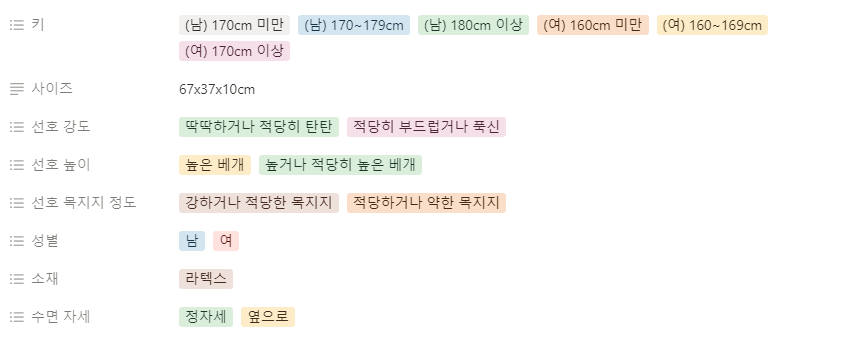 키 (남) 170cm 미만 (남) 170~179cm (남) 180cm 이상 (여) 160cm 미만 (여) 160~169cm
(여) 170cm 이상
사이즈 67x37x10cm
선호 강도 딱딱하거나 적당히 탄탄 적당히 부드럽거나 푹신
선호 높이 높은 베개 높거나 적당히 높은 베개
선호 목지지 정도 강하거나 적당한 목지지 적당하거나 약한 목지지
성별 남 여
소재 라텍스
수면 자세 정자세 옆으로